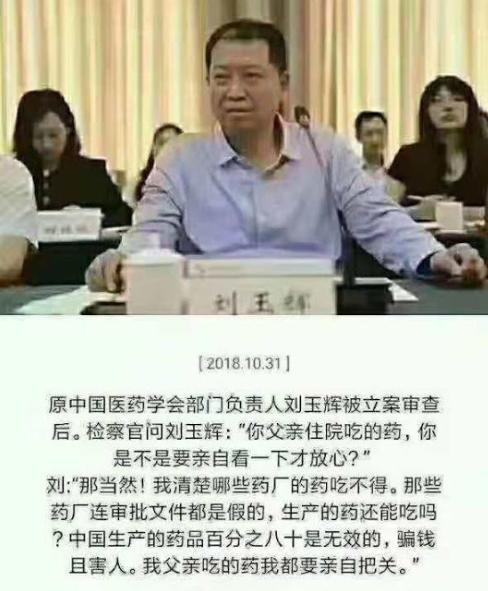 刘玉辉
[2018.10.31]
原中国医药学会部门负责人刘玉辉被立案审查
后。检察官问刘玉辉:“你父亲住院吃的药,你
是不是要亲自看一下才放心?”
刘:“那当然!我清楚哪些药厂的药吃不得。那些
药厂连审批文件都是假的,生产的药还能吃吗
?中国生产的药品百分之八十是无效的,骗钱
且害人。我父亲吃的药我都要亲自把关。”